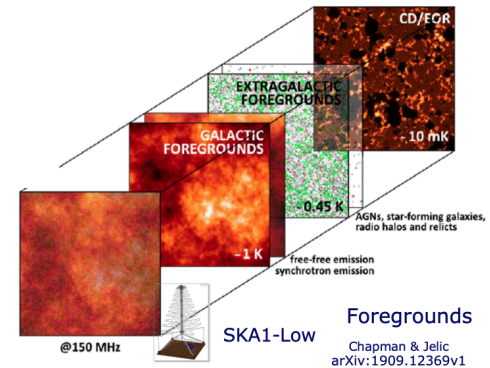 CD/EOR
~10 mK
EXTRAGALACTIC
FOREGROUNDS
~0.45 K
AGNs, star-forming galaxies,
radio halos and relicts
GALACTIC
FOREGROUNDS
~1 K
free-free emission
synchrotron emission
@150 MHz
SKA1-Low
Foregrounds
Chapman & Jelic
arXiv:1909.12369v1